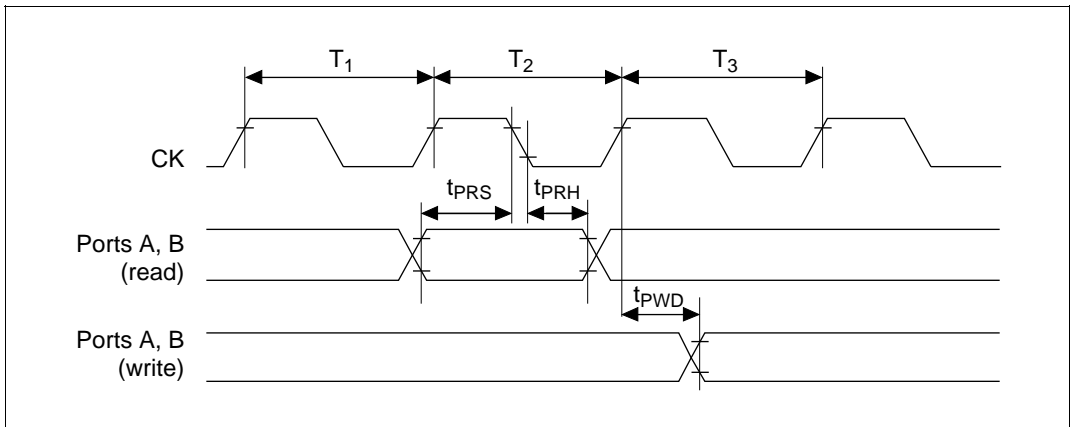 T1 T2 T3
CK
tPRS tPRH
Ports A, B
(read)
tPWD
Ports A, B
(write)